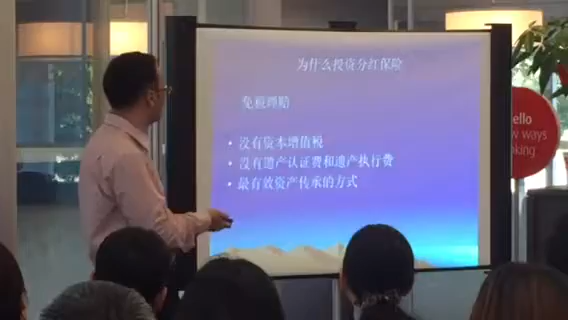 为什么投资分红保险
免税理赔
• 没有资本增值税
• 没有遗产认证费和遗产执行费
• 最有效资产传承的方式
ello
w ways
king